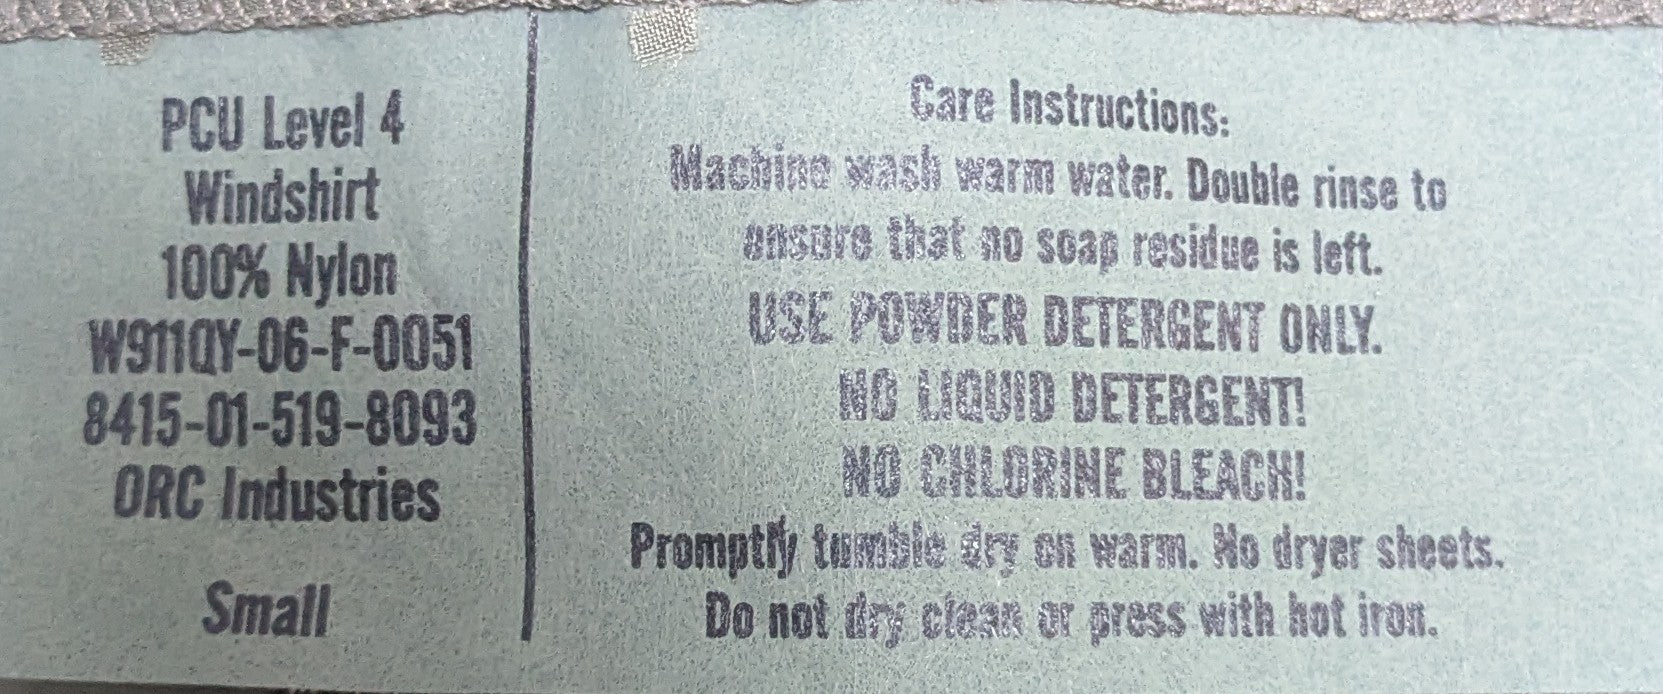 PCU Level 4
Windshirt
100% Nylon
W911QY-06-F-0051
8415-01-519-8093
ORC Industries
Small
Care Instructions:
Machine wash warm water. Double rinse to
ensure that no soap residue is left.
USE POWDER DETERGENT ONLY.
NO LIQUID DETERGENT!
NO CHLORINE BLEACH!
Promptly tumble dry on warm. No dryer sheets.
Do not dry clean or press with hot iron.